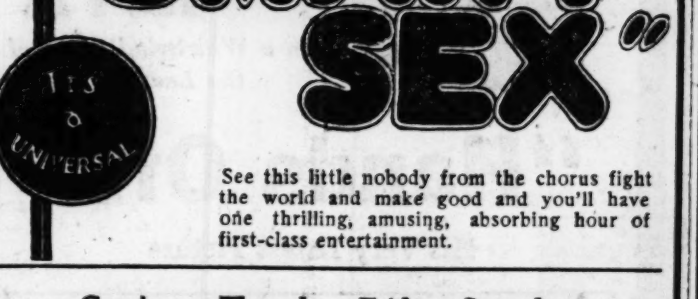 SEX"
ITS
a
UNIVERSAL
See this little nobody from the chorus fight
the world and make good and you'll have
one thrilling, amusing, absorbing hour of
first-class entertainment.